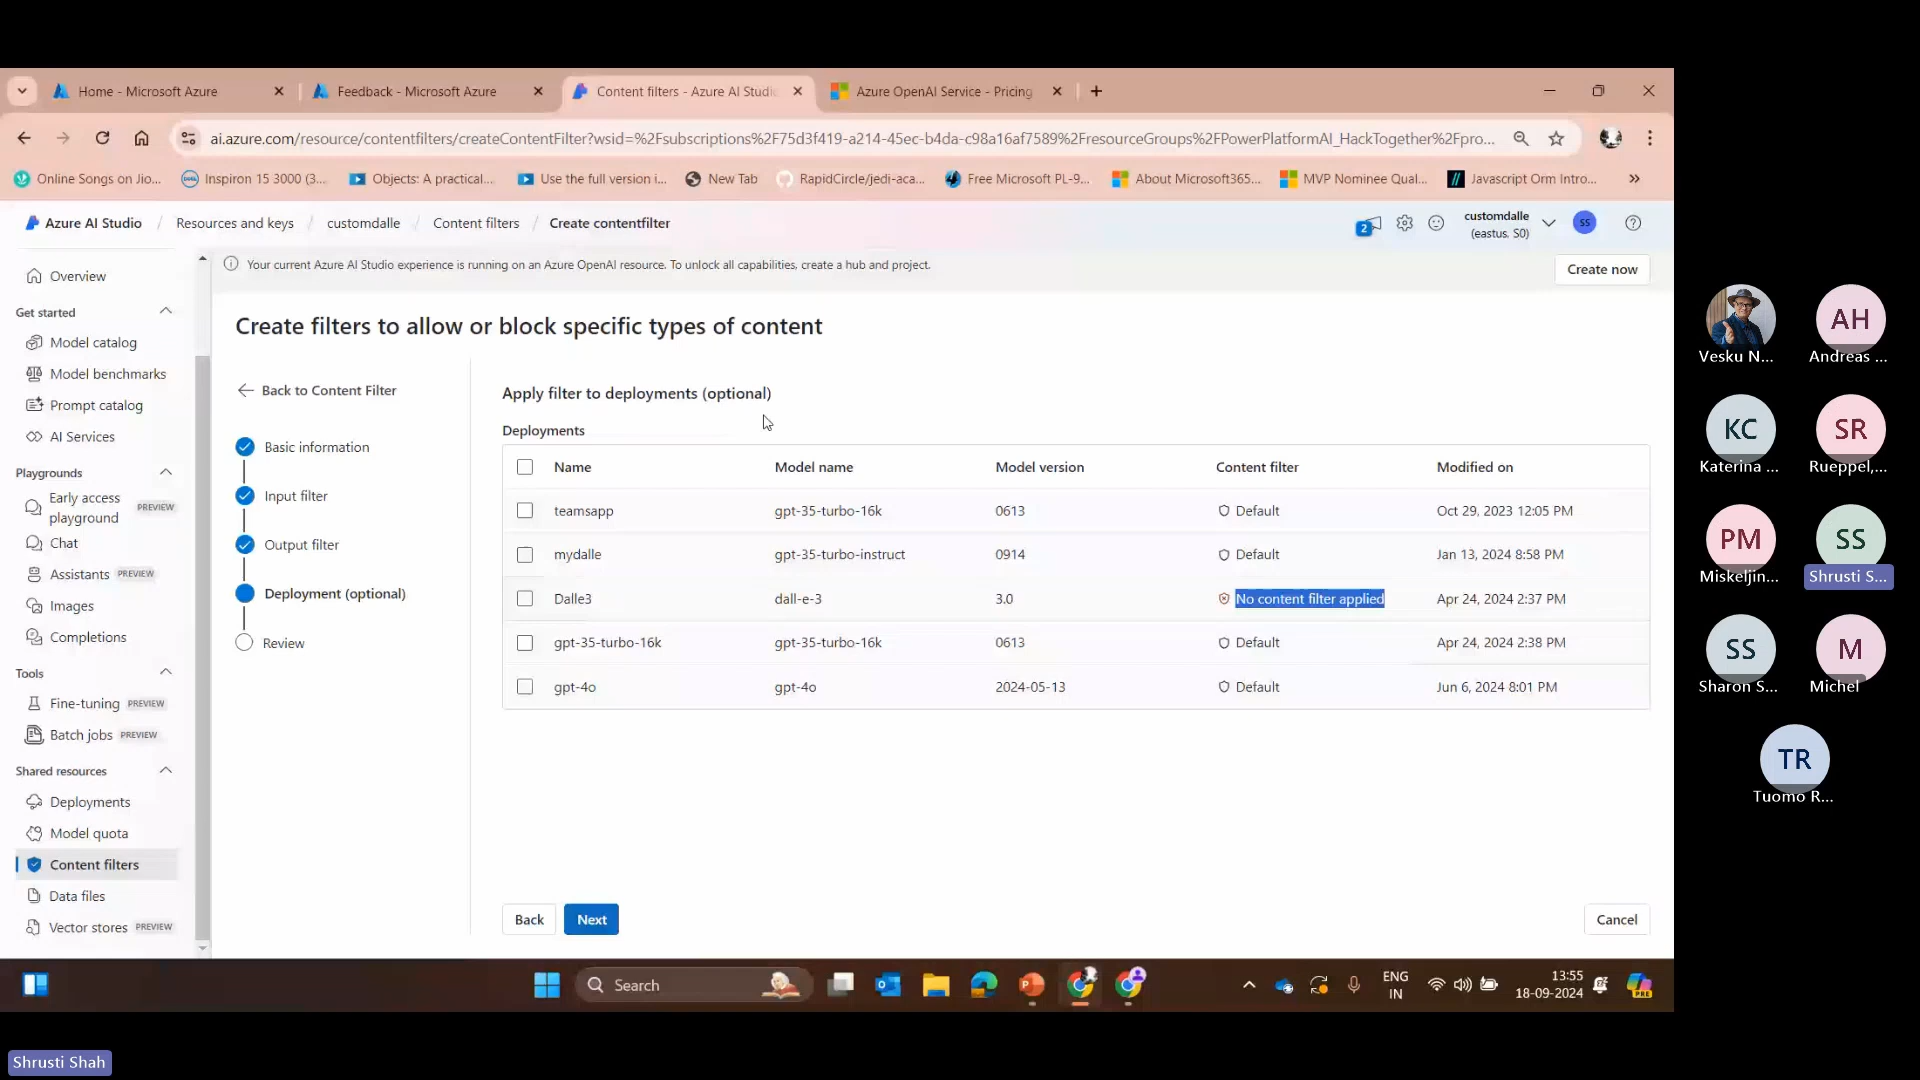 Home - Microsoft Azure
Feedback - Microsoft Azure
Content filters - Azure AI Studio
Azure OpenAI Service - Pricing
ai.azure.com/resource/contentfilters/createContentFilter?wsid=%2Fsubscriptions%2F75d3f419-a214-45ec-b4da-c98a16af7589%2FresourceGroups%2FPowerPlatformAI_HackTogether%2Fpro...
Online Songs on Jio...
Inspiron 15 3000 (3...
Objects: A practical...
Use the full version i...
New Tab
RapidCircle/jedi-aca...
Free Microsoft PL-9...
About Microsoft365...
MVP Nominee Qual...
Javascript Orm Intro...
Azure AI Studio / Resources and keys / customdalle / Content filters / Create contentfilter
2
customdalle
(eastus, S0)
SS
Your current Azure AI Studio experience is running on an Azure OpenAI resource. To unlock all capabilities, create a hub and project.
Create now
Overview
Get started
Model catalog
Model benchmarks
Prompt catalog
AI Services
Playgrounds
Early access playground PREVIEW
Chat
Assistants PREVIEW
Images
Completions
Tools
Fine-tuning PREVIEW
Batch jobs PREVIEW
Shared resources
Deployments
Model quota
Content filters
Data files
Vector stores PREVIEW
Create filters to allow or block specific types of content
Back to Content Filter
Basic information
Input filter
Output filter
Deployment (optional)
Review
Apply filter to deployments (optional)
Deployments
Name Model name Model version Content filter Modified on
teamsapp gpt-35-turbo-16k 0613 Default Oct 29, 2023 12:05 PM
mydalle gpt-35-turbo-instruct 0914 Default Jan 13, 2024 8:58 PM
Dalle3 dall-e-3 3.0 No content filter applied Apr 24, 2024 2:37 PM
gpt-35-turbo-16k gpt-35-turbo-16k 0613 Default Apr 24, 2024 2:38 PM
gpt-4o gpt-4o 2024-05-13 Default Jun 6, 2024 8:01 PM
Back
Next
Cancel
Search
ENG
IN
13:55
18-09-2024
PRE
Vesku N...
AH
Andreas ...
KC
Katerina ...
SR
Rueppel,...
PM
Miskeljin...
SS
Shrusti S...
SS
Sharon S...
M
Michel
TR
Tuomo R...
Shrusti Shah